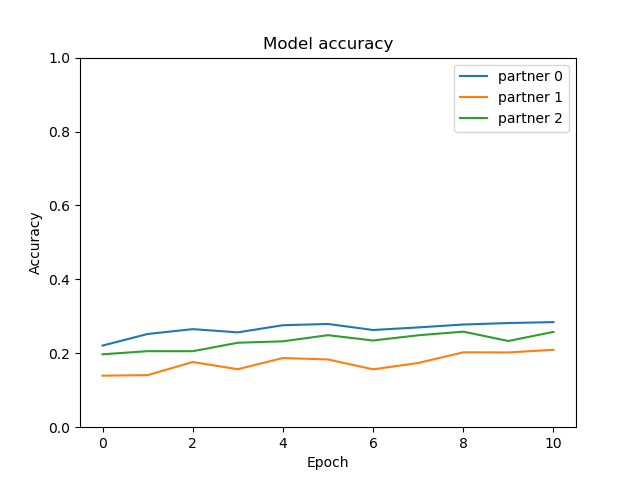 Model accuracy
1.0
0.8
0.6
0.4
0.2
0.0
Accuracy
partner 0
partner 1
partner 2
0 2 4 6 8 10
Epoch